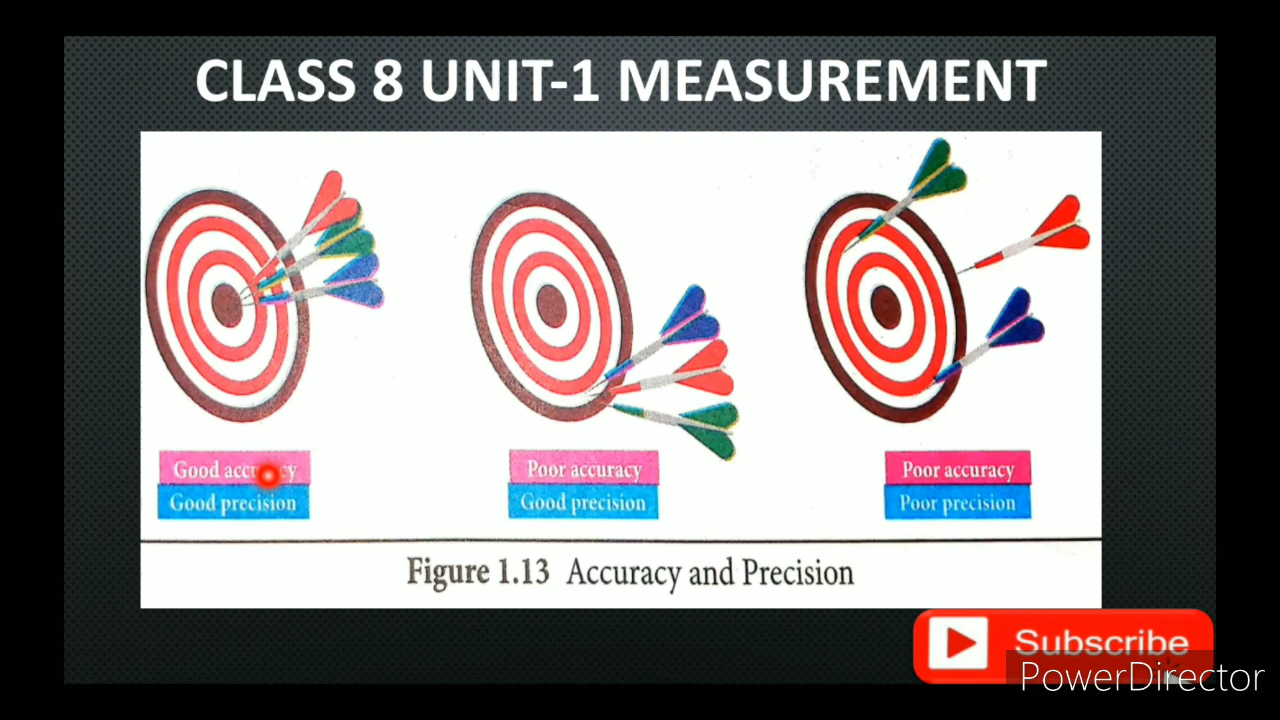 CLASS 8 UNIT-1 MEASUREMENT
Good accuracy
Good precision
Poor accuracy
Good precision
Poor accuracy
Poor precision
Figure 1.13 Accuracy and Precision
Subscribe
PowerDirector